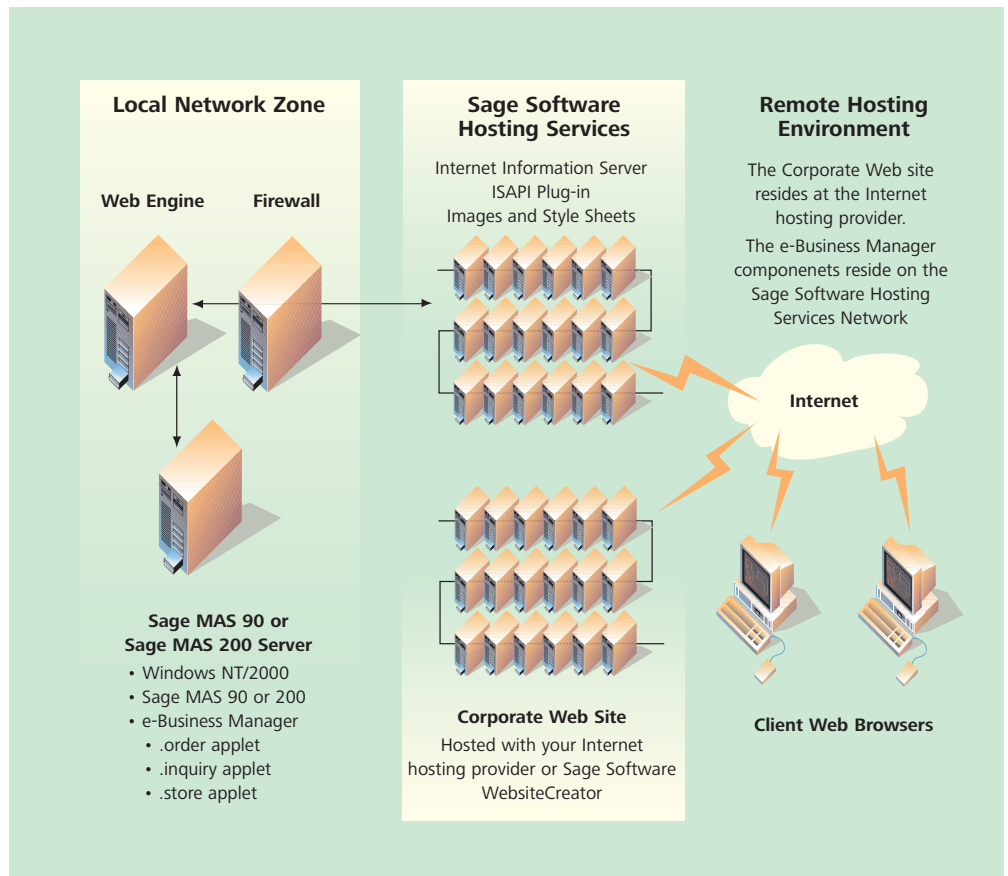 Local Network Zone
Web Engine
Firewall
Sage MAS 90 or
Sage MAS 200 Server
• Windows NT/2000
• Sage MAS 90 or 200
• e-Business Manager
• .order applet
• .inquiry applet
• .store applet
Sage Software
Hosting Services
Internet Information Server
ISAPI Plug-in
Images and Style Sheets
Corporate Web Site
Hosted with your Internet
hosting provider or Sage Software
WebsiteCreator
Remote Hosting
Environment
The Corporate Web site
resides at the Internet
hosting provider.
The e-Business Manager
componenets reside on the
Sage Software Hosting
Services Network
Internet
Client Web Browsers